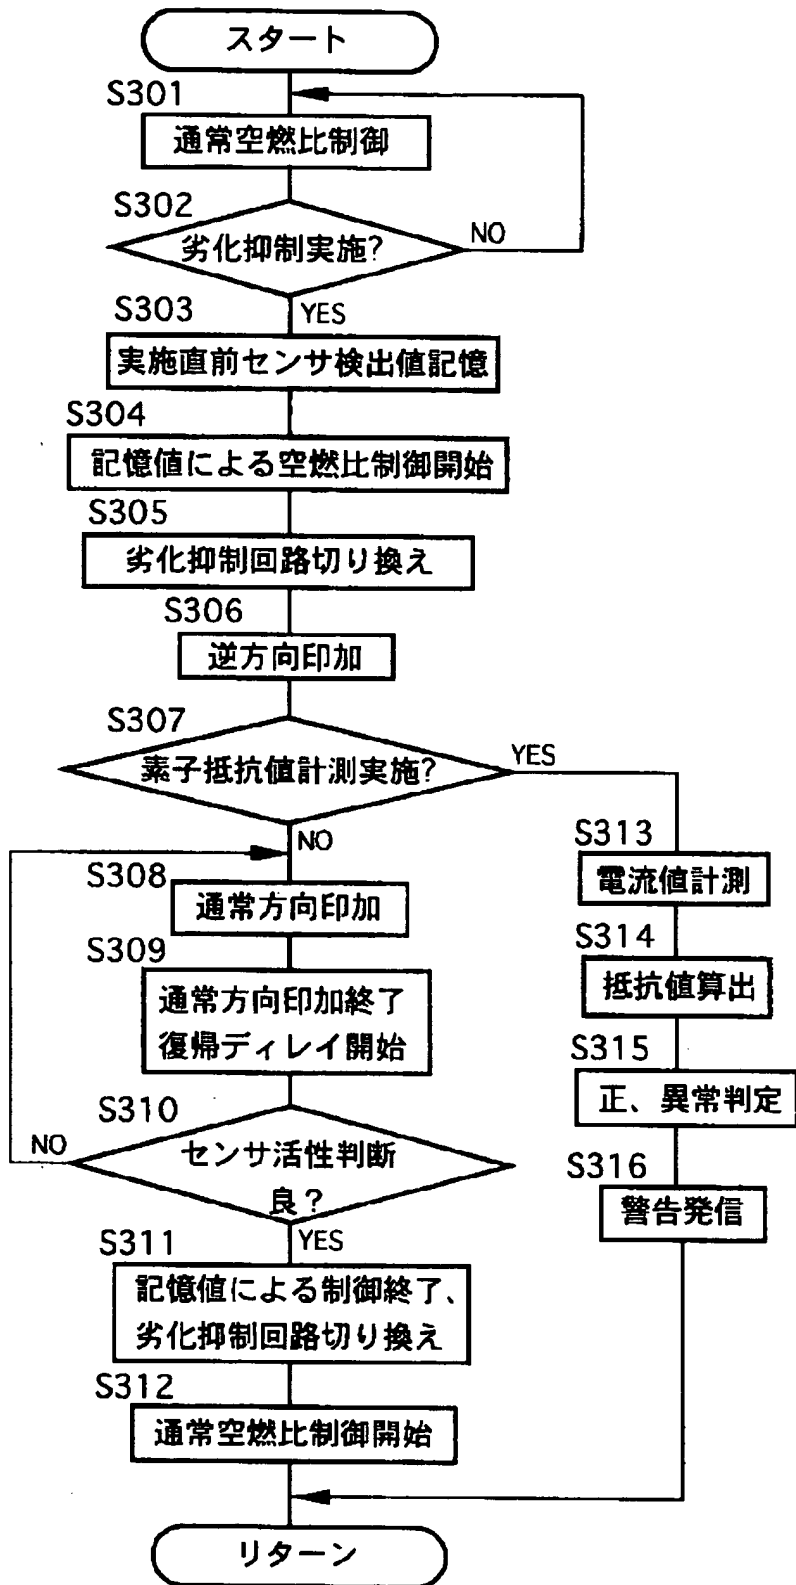 スタート
S301
通常空燃比制御
S302
劣化抑制実施?
NO
S303
YES
実施直前センサ検出値記憶
S304
記憶値による空燃比制御開始
S305
劣化抑制回路切り換え
S306
逆方向印加
S307
素子抵抗値計測実施?
YES
NO
S308
通常方向印加
S309
通常方向印加終了
復帰ディレイ開始
S310
NO
センサ活性判断
良?
YES
S311
記憶値による制御終了、
劣化抑制回路切り換え
S312
通常空燃比制御開始
S313
電流値計測
S314
抵抗値算出
S315
正、異常判定
S316
警告発信
リターン